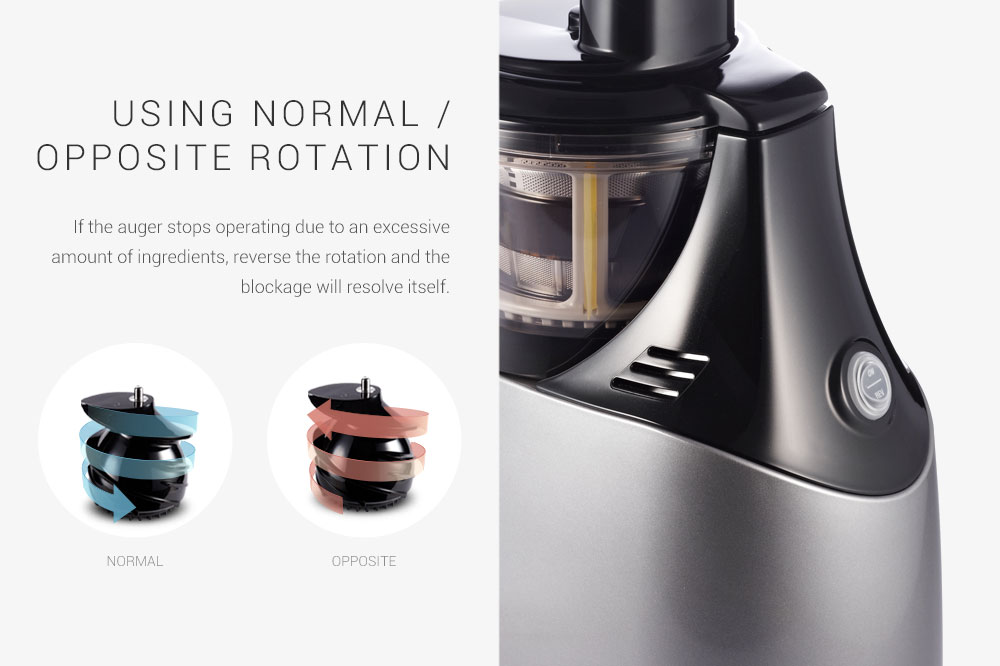 USING NORMAL /
OPPOSITE ROTATION
If the auger stops operating due to an excessive
amount of ingredients, reverse the rotation and the
blockage will resolve itself.
NORMAL
OPPOSITE
ON